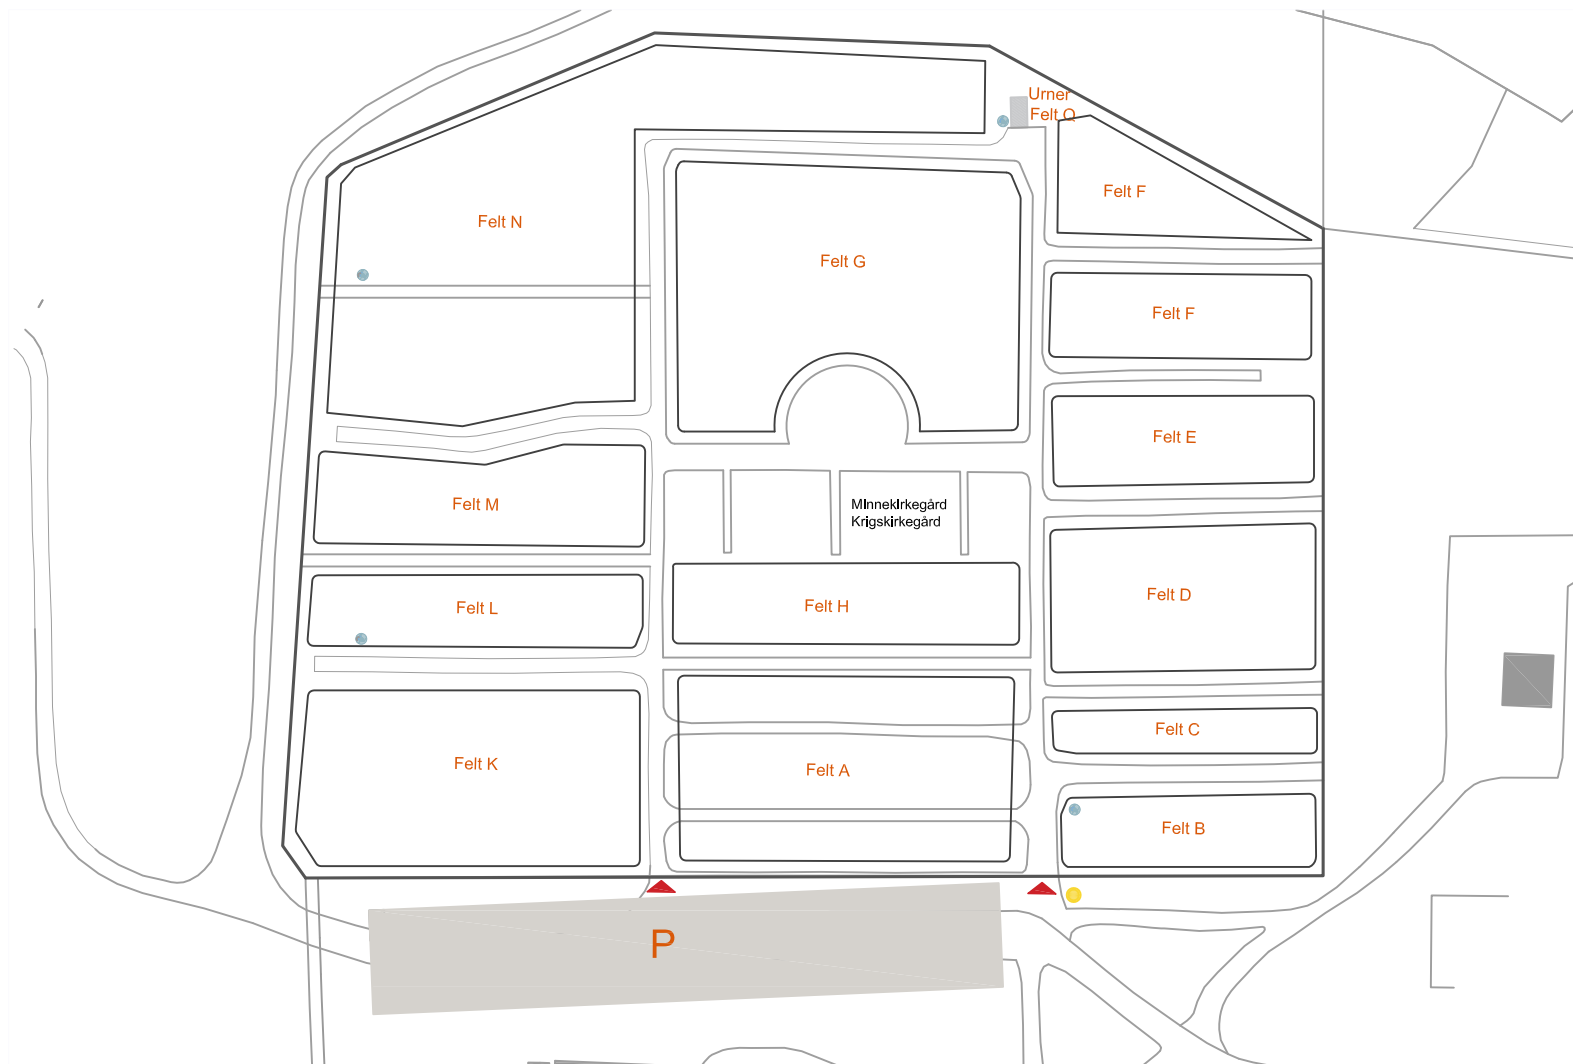 Urner
Felt Q
Felt F
Felt N
Felt G
Felt F
Felt E
Felt M
Minnekirkegård
Krigskirkegård
Felt D
Felt L
Felt H
Felt C
Felt K
Felt A
Felt B
P